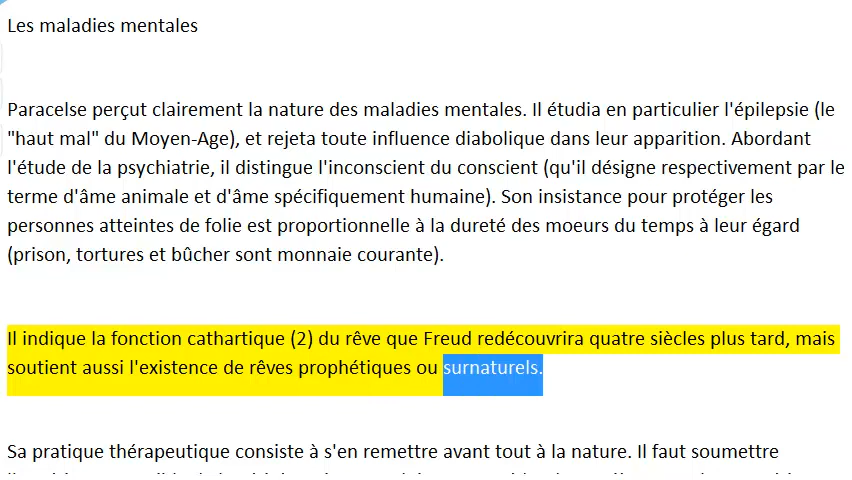 Les maladies mentales
Paracelse perçut clairement la nature des maladies mentales. Il étudia en particulier l'épilepsie (le
"haut mal" du Moyen-Age), et rejeta toute influence diabolique dans leur apparition. Abordant
l'étude de la psychiatrie, il distingue l'inconscient du conscient (qu'il désigne respectivement par le
terme d'âme animale et d'âme spécifiquement humaine). Son insistance pour protéger les
personnes atteintes de folie est proportionnelle à la dureté des moeurs du temps à leur égard
(prison, tortures et bûcher sont monnaie courante).
Il indique la fonction cathartique (2) du rêve que Freud redécouvrira quatre siècles plus tard, mais
soutient aussi l'existence de rêves prophétiques ou surnaturels.
Sa pratique thérapeutique consiste à s'en remettre avant tout à la nature. Il faut soumettre